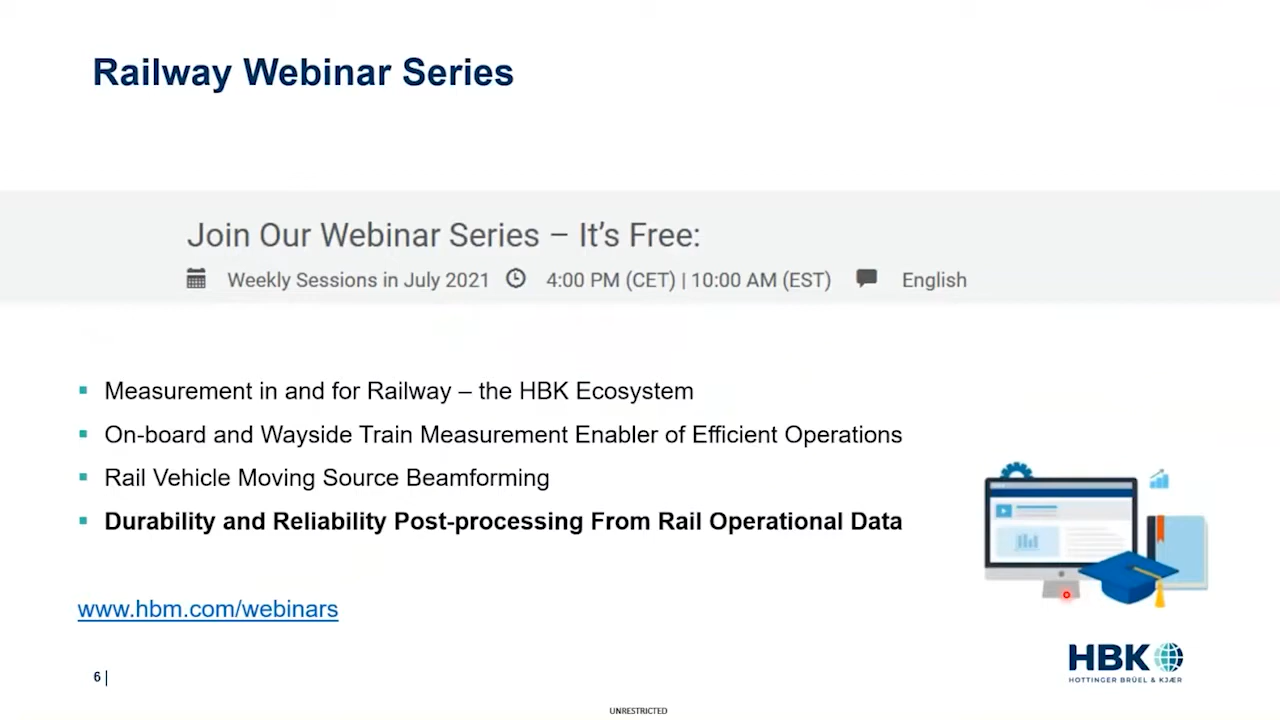 Railway Webinar Series
Join Our Webinar Series – It’s Free:
Weekly Sessions in July 2021 4:00 PM (CET) | 10:00 AM (EST) English
▪ Measurement in and for Railway – the HBK Ecosystem
▪ On-board and Wayside Train Measurement Enabler of Efficient Operations
▪ Rail Vehicle Moving Source Beamforming
▪ Durability and Reliability Post-processing From Rail Operational Data
www.hbm.com/webinars
6 |
HBK
HOTTINGER BRÜEL & KJÆR
UNRESTRICTED